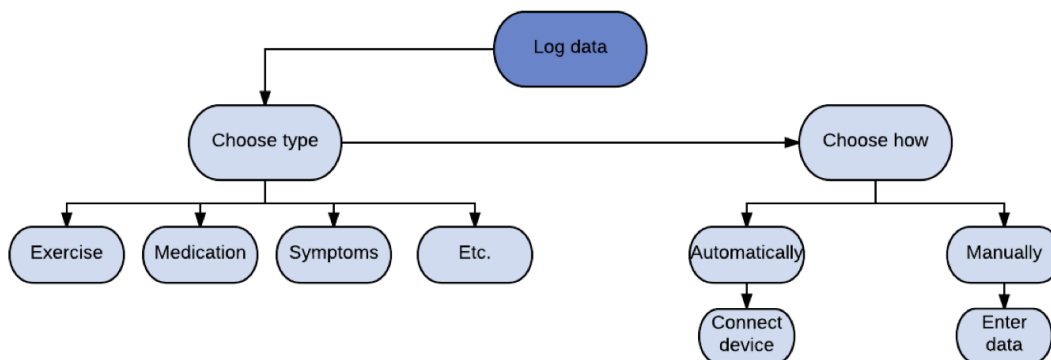 Log data
Choose type
Choose how
Exercise
Medication
Symptoms
Etc.
Automatically
Manually
Connect
device
Enter
data